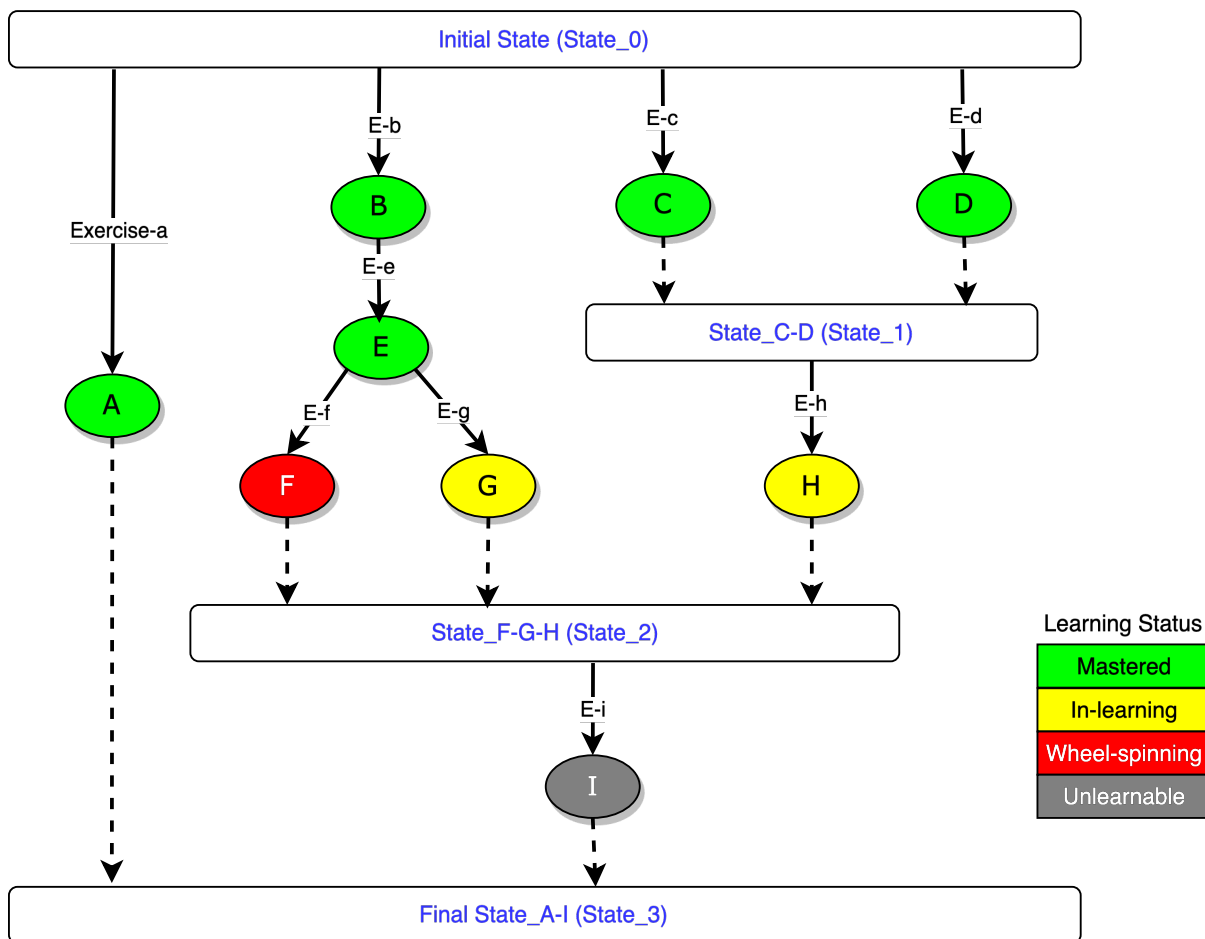 Initial State (State_0)
E-b
E-c
E-d
B
C
D
Exercise-a
E-e
State_C-D (State_1)
E
A
E-f
E-g
E-h
F
G
H
State_F-G-H (State_2)
Learning Status
Mastered
In-learning
Wheel-spinning
Unlearnable
E-i
I
Final State_A-I (State_3)